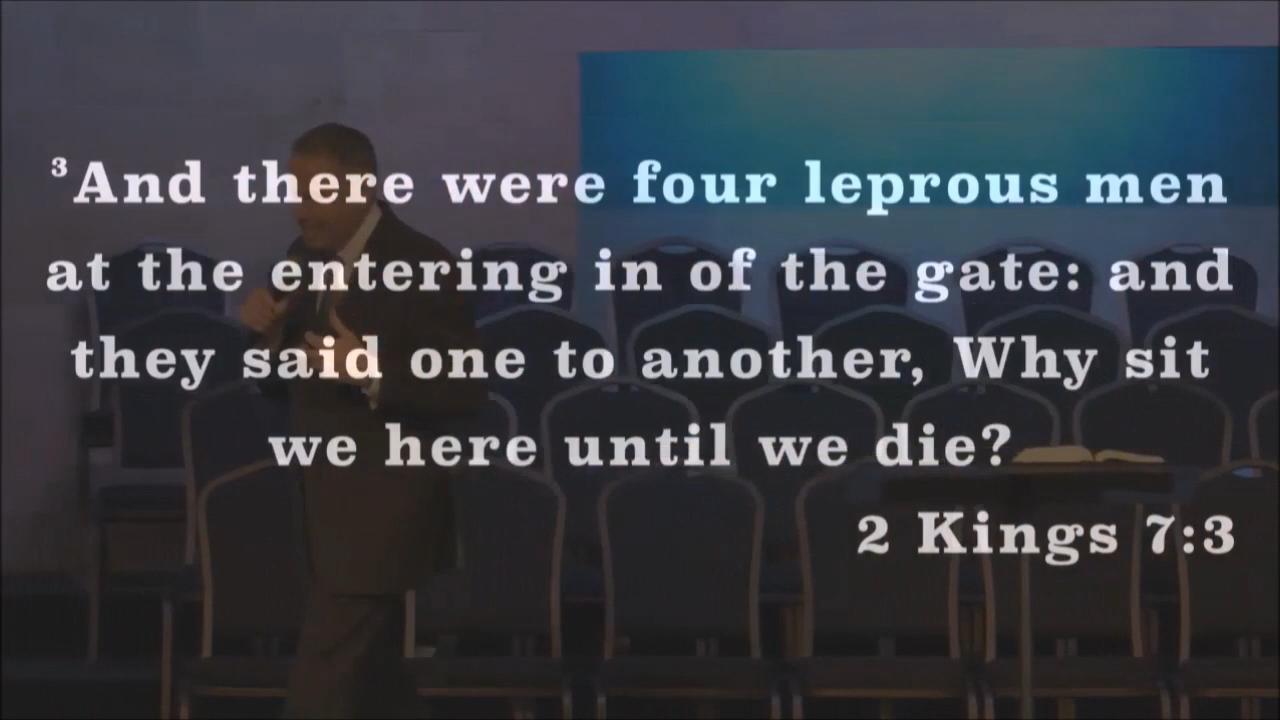 ³And there were four leprous men
at the entering in of the gate: and
they said one to another, Why sit
we here until we die?
2 Kings 7:3